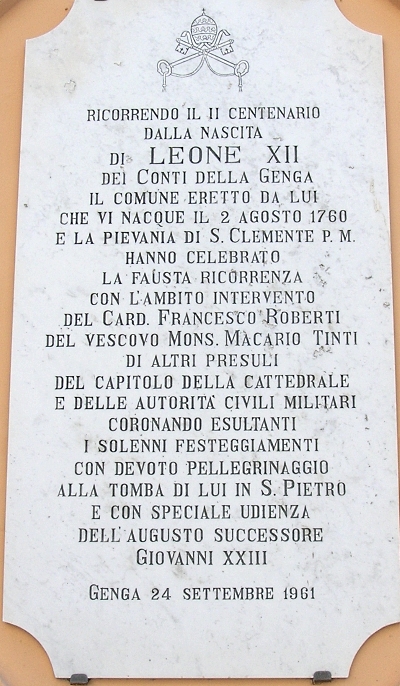 RICORRENDO IL II CENTENARIO
DALLA NASCITA
DI LEONE XII
DEI CONTI DELLA GENGA
IL COMUNE ERETTO DA LUI
CHE VI NACQUE IL 2 AGOSTO 1760
E LA PIEVANIA DI S. CLEMENTE P. M.
HANNO CELEBRATO
LA FAUSTA RICORRENZA
CON L'AMBITO INTERVENTO
DEL CARD. FRANCESCO ROBERTI
DEL VESCOVO MONS. MACARIO TINTI
DI ALTRI PRESULI
DEL CAPITOLO DELLA CATTEDRALE
E DELLE AUTORITA' CIVILI MILITARI
CORONANDO ESULTANTI
I SOLENNI FESTEGGIAMENTI
CON DEVOTO PELLEGRINAGGIO
ALLA TOMBA DI LUI IN S. PIETRO
E CON SPECIALE UDIENZA
DELL'AUGUSTO SUCCESSORE
GIOVANNI XXIII
GENGA 24 SETTEMBRE 1961